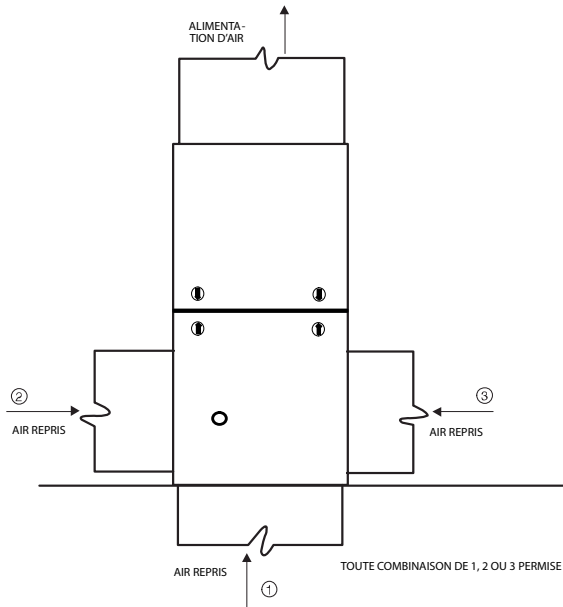 ALIMENTA-
TION D'AIR
②
AIR REPRIS
③
AIR REPRIS
AIR REPRIS
①
TOUTE COMBINAISON DE 1, 2 OU 3 PERMISE